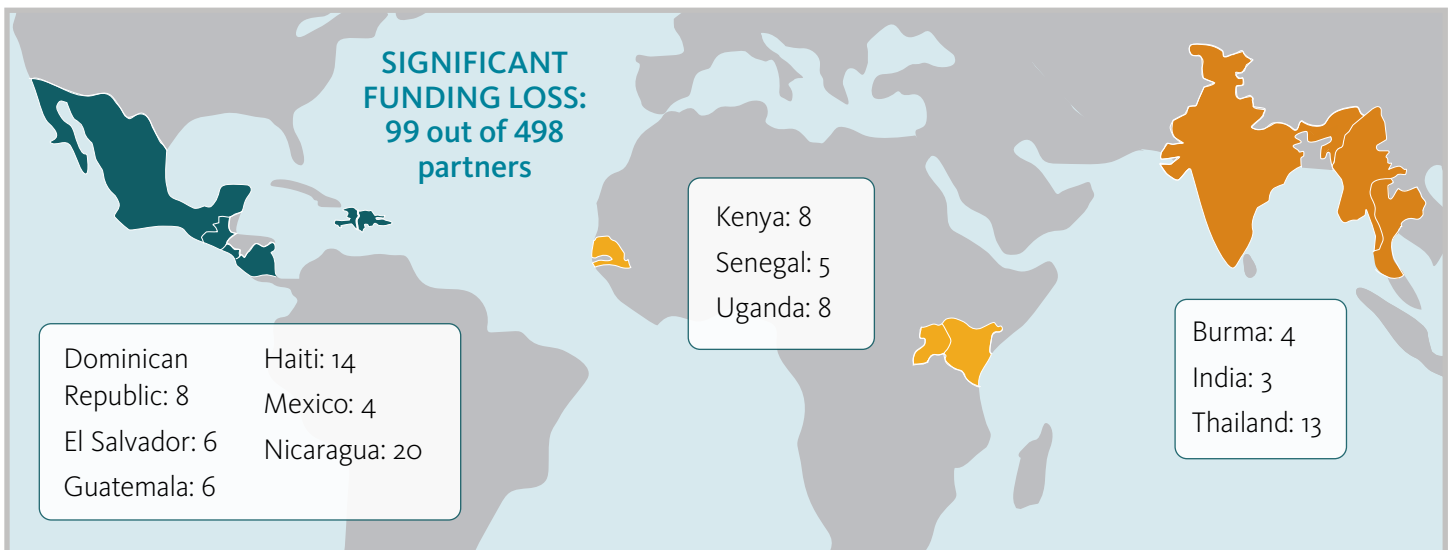 SIGNIFICANT
FUNDING LOSS:
99 out of 498
partners
Dominican
Republic: 8
El Salvador: 6
Guatemala: 6
Haiti: 14
Mexico: 4
Nicaragua: 20
Kenya: 8
Senegal: 5
Uganda: 8
Burma: 4
India: 3
Thailand: 13